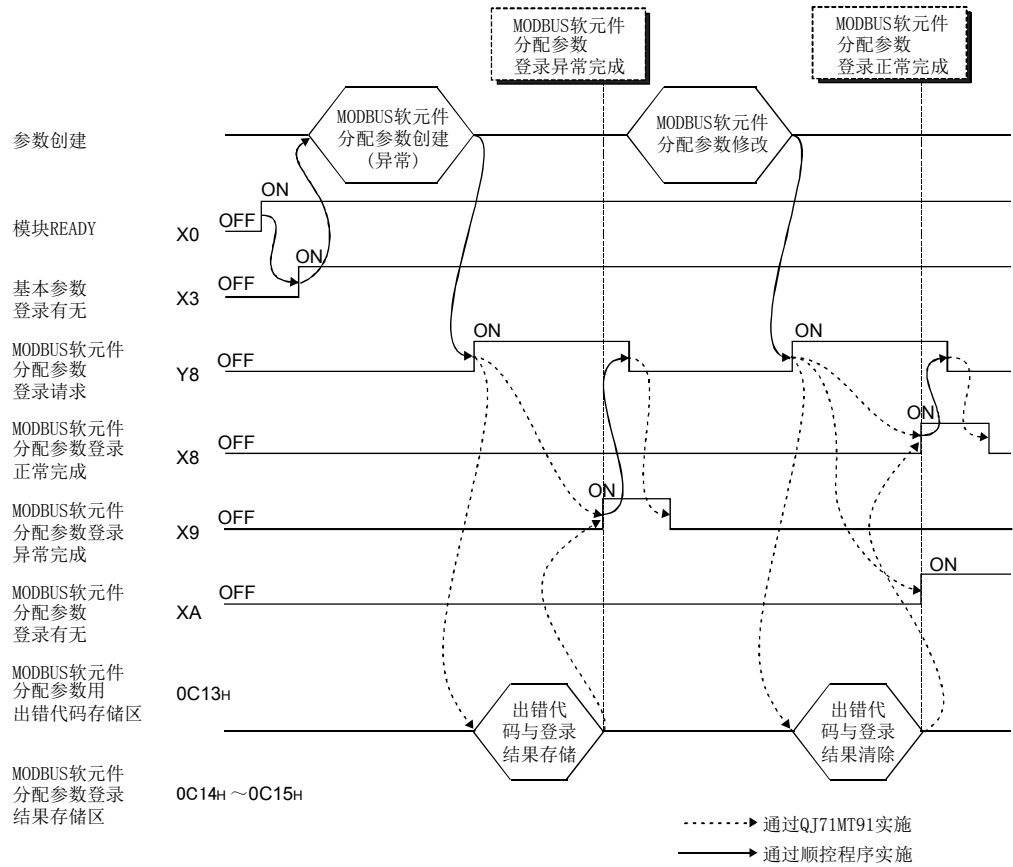 MODBUS软元件
分配参数
登录异常完成
MODBUS软元件
分配参数
登录正常完成
参数创建
MODBUS软元件
分配参数创建
(异常)
MODBUS软元件
分配参数修改
模块READY
X0
OFF
ON
基本参数
登录有无
X3
OFF
ON
MODBUS软元件
分配参数
登录请求
Y8
OFF
ON
ON
MODBUS软元件
分配参数登录
正常完成
X8
OFF
ON
MODBUS软元件
分配参数登录
异常完成
X9
OFF
ON
MODBUS软元件
分配参数
登录有无
XA
OFF
ON
MODBUS软元件
分配参数用
出错代码存储区
0C13H
出错代
码与登录
结果存储
出错代
码与登录
结果清除
MODBUS软元件
分配参数登录
结果存储区
0C14H ~0C15H
通过QJ71MT91实施
通过顺控程序实施